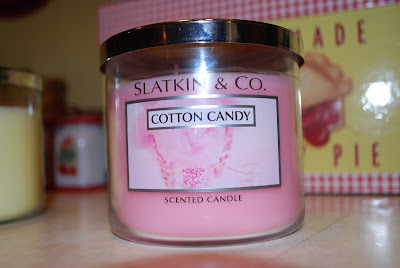 SLATKIN & CO.
COTTON CANDY
SCENTED CANDLE
PIE